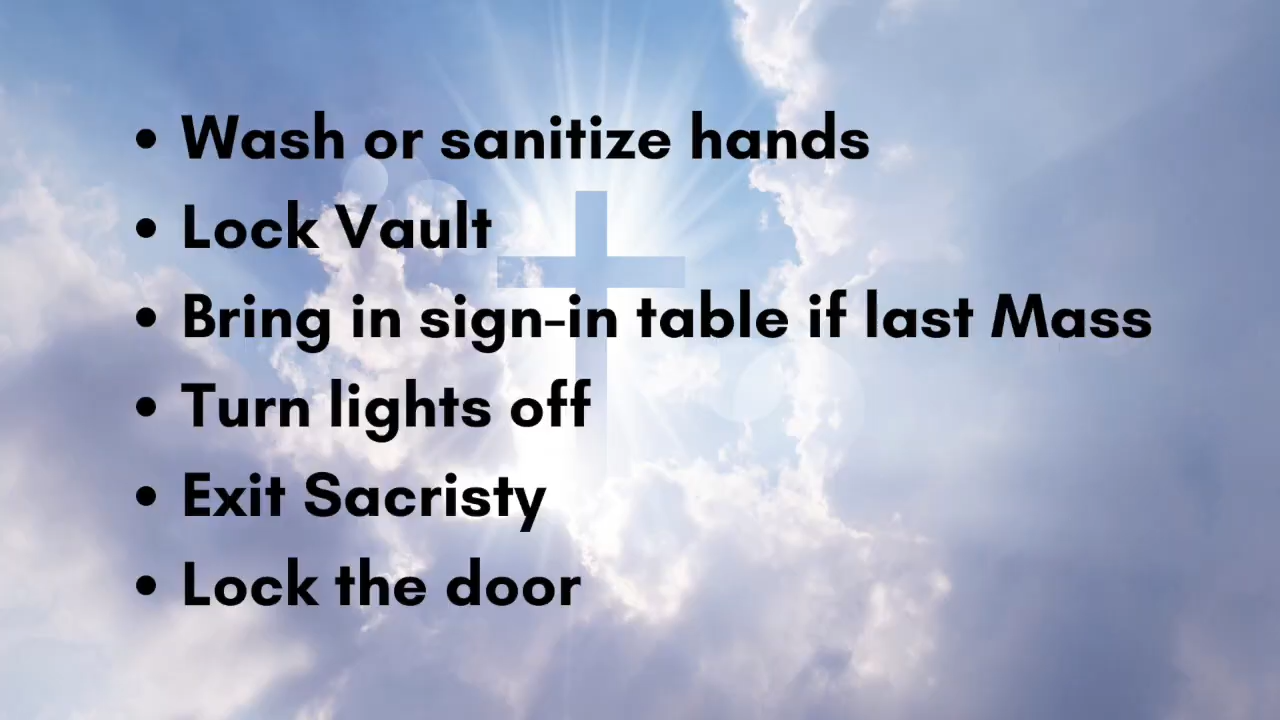 • Wash or sanitize hands
• Lock Vault
• Bring in sign-in table if last Mass
• Turn lights off
• Exit Sacristy
• Lock the door